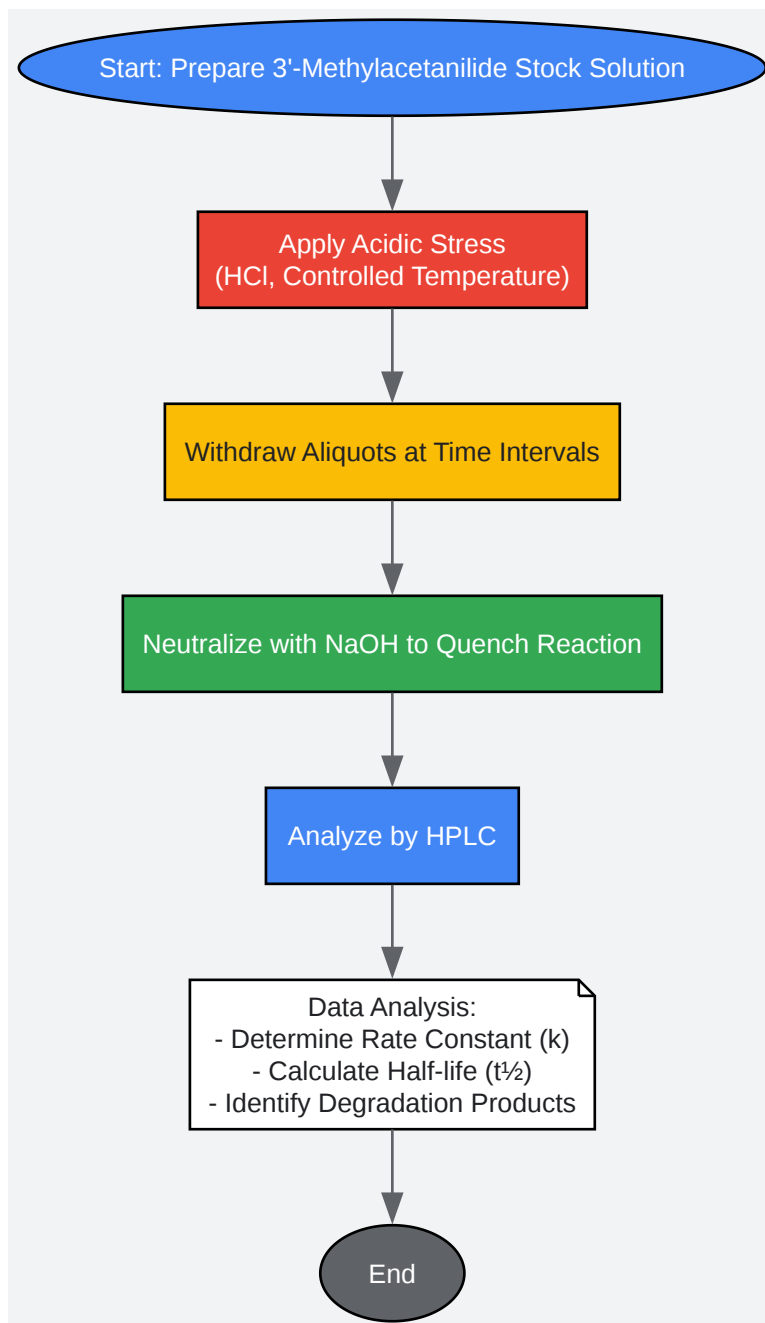 Start: Prepare 3'-Methylacetanilide Stock Solution
Apply Acidic Stress
(HCl, Controlled Temperature)
Withdraw Aliquots at Time Intervals
Neutralize with NaOH to Quench Reaction
Analyze by HPLC
Data Analysis:
- Determine Rate Constant (k)
- Calculate Half-life (t½)
- Identify Degradation Products
End